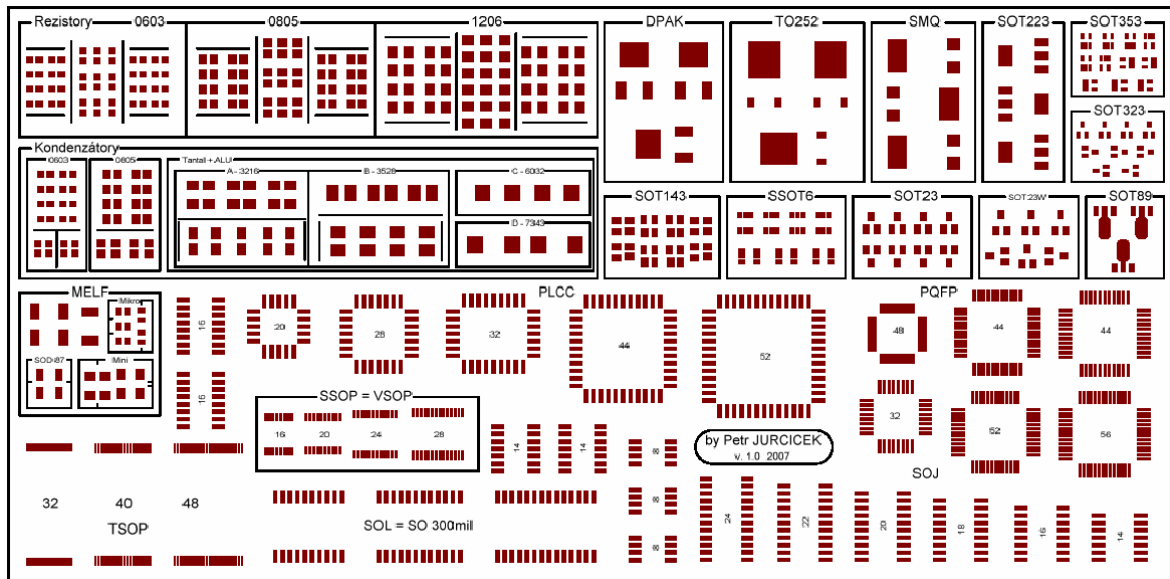 Rezistory 0603 0805 1206 DPAK TO252 SMQ SOT223 SOT353
SOT323
Kondenzátory
0603 0805 Tantall + ALU
A - 3216 B - 3528 C - 6032
D - 7343
SOT143 SSOT6 SOT23 SOT23W SOT89
MELF PLCC PQFP
Mikro
16 20 28 32 44 52 48 44 44
SOD-87 Mini
16
SSOP = VSOP
32 52 56
16 20 24 28
14 14 8
by Petr JURCICEK
v. 1.0 2007
SOJ
32 40 48
TSOP
SOL = SO 300mill
8
8
24 22 20 18 16 14